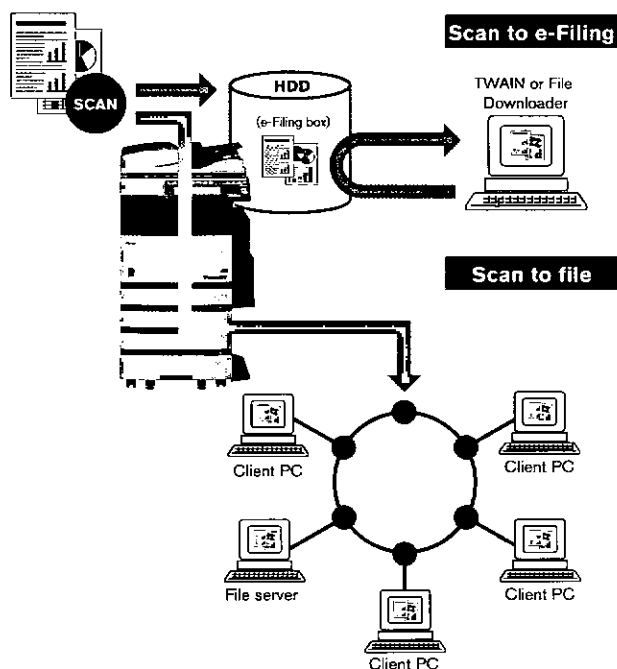 Scan to e-Filing
SCAN
HDD
(e-Filing box)
TWAIN or File
Downloader
Scan to file
Client PC
Client PC
File server
Client PC
Client PC